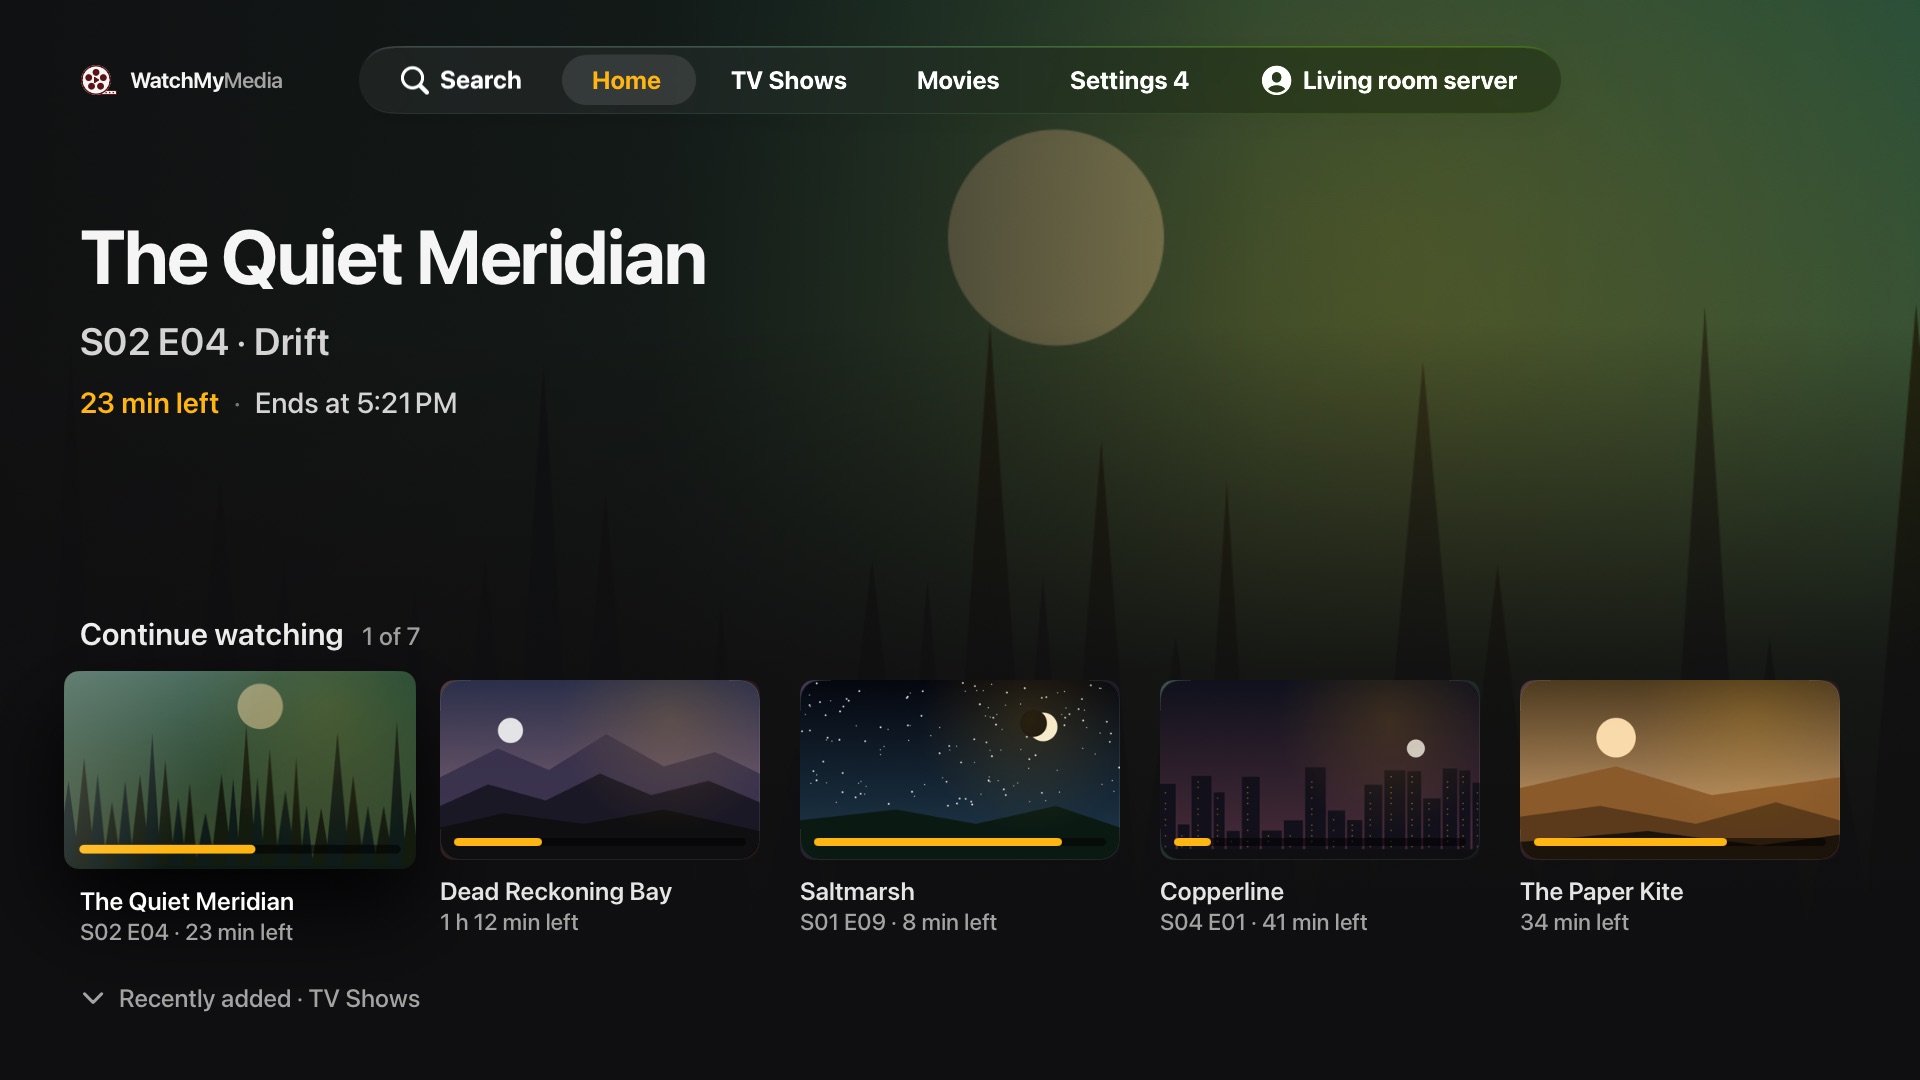 WatchMyMedia
Search
Home
TV Shows
Movies
Settings 4
Living room server
The Quiet Meridian
S02 E04 · Drift
23 min left · Ends at 5:21 PM
Continue watching 1 of 7
The Quiet Meridian
S02 E04 · 23 min left
Dead Reckoning Bay
1 h 12 min left
Saltmarsh
S01 E09 · 8 min left
Copperline
S04 E01 · 41 min left
The Paper Kite
34 min left
Recently added · TV Shows